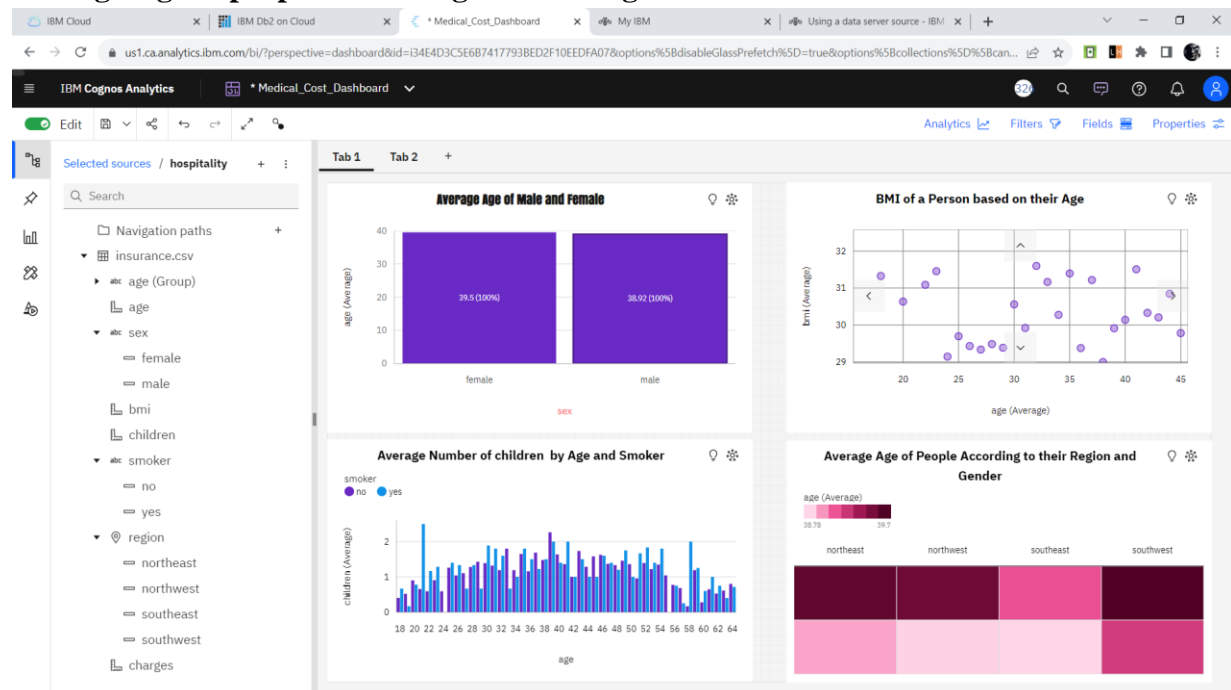 IBM Cloud
IBM Db2 on Cloud
* Medical_Cost_Dashboard
My IBM
Using a data server source - IBM
us1.ca.analytics.ibm.com/bi/?perspective=dashboard&id=i34E4D3C5E6B7417793BED2F10EEDFA07&options%5BdisableGlassPrefetch%5D=true&options%5Bcollections%5D%5Bcan...
IBM Cognos Analytics
* Medical_Cost_Dashboard
326
Edit
Analytics
Filters
Fields
Properties
Selected sources / hospitality
Search
Navigation paths
insurance.csv
abc age (Group)
age
abc sex
female
male
bmi
children
abc smoker
no
yes
region
northeast
northwest
southeast
southwest
charges
Tab 1
Tab 2
Average Age of Male and Female
age (Average)
40
30
20
10
0
39.5 (100%)
38.92 (100%)
female
male
sex
BMI of a Person based on their Age
bmi (Average)
32
31
30
29
20 25 30 35 40 45
age (Average)
Average Number of children by Age and Smoker
smoker
no yes
children (Average)
2
1
0
18 20 22 24 26 28 30 32 34 36 38 40 42 44 46 48 50 52 54 56 58 60 62 64
age
Average Age of People According to their Region and
Gender
age (Average)
38.78 39.7
northeast northwest southeast southwest